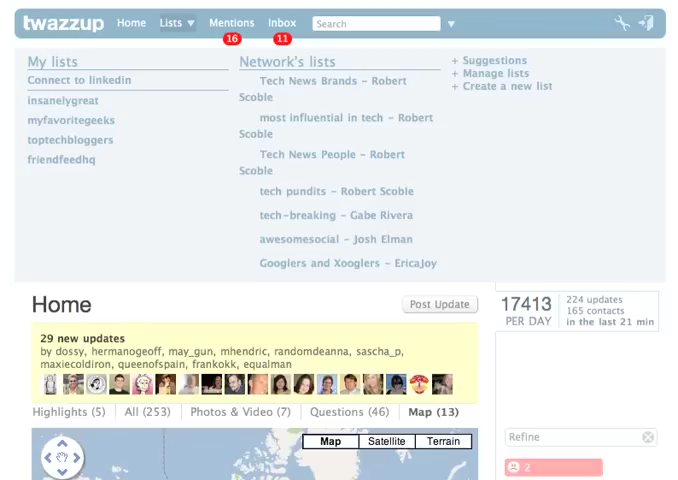 twazzup Home Lists ▼ Mentions Inbox Search ▼
16 11
My lists
Connect to linkedin
insanelygreat
myfavoritegeeks
toptechbloggers
friendfeedhq
Network's lists
Tech News Brands - Robert
Scoble
most influential in tech - Robert
Scoble
Tech News People - Robert
Scoble
tech pundits - Robert Scoble
tech-breaking - Gabe Rivera
awesomesocial - Josh Elman
Googlers and Xooglers - EricaJoy
+ Suggestions
+ Manage lists
+ Create a new list
Home
Post Update
29 new updates
by dossy, hermanogeoff, may_gun, mhendric, randomdeanna, sascha_p,
maxiecoldiron, queenofspain, frankokk, equalman
Highlights (5) All (253) Photos & Video (7) Questions (46) Map (13)
Map Satellite Terrain
17413
PER DAY
224 updates
165 contacts
in the last 21 min
Refine
2